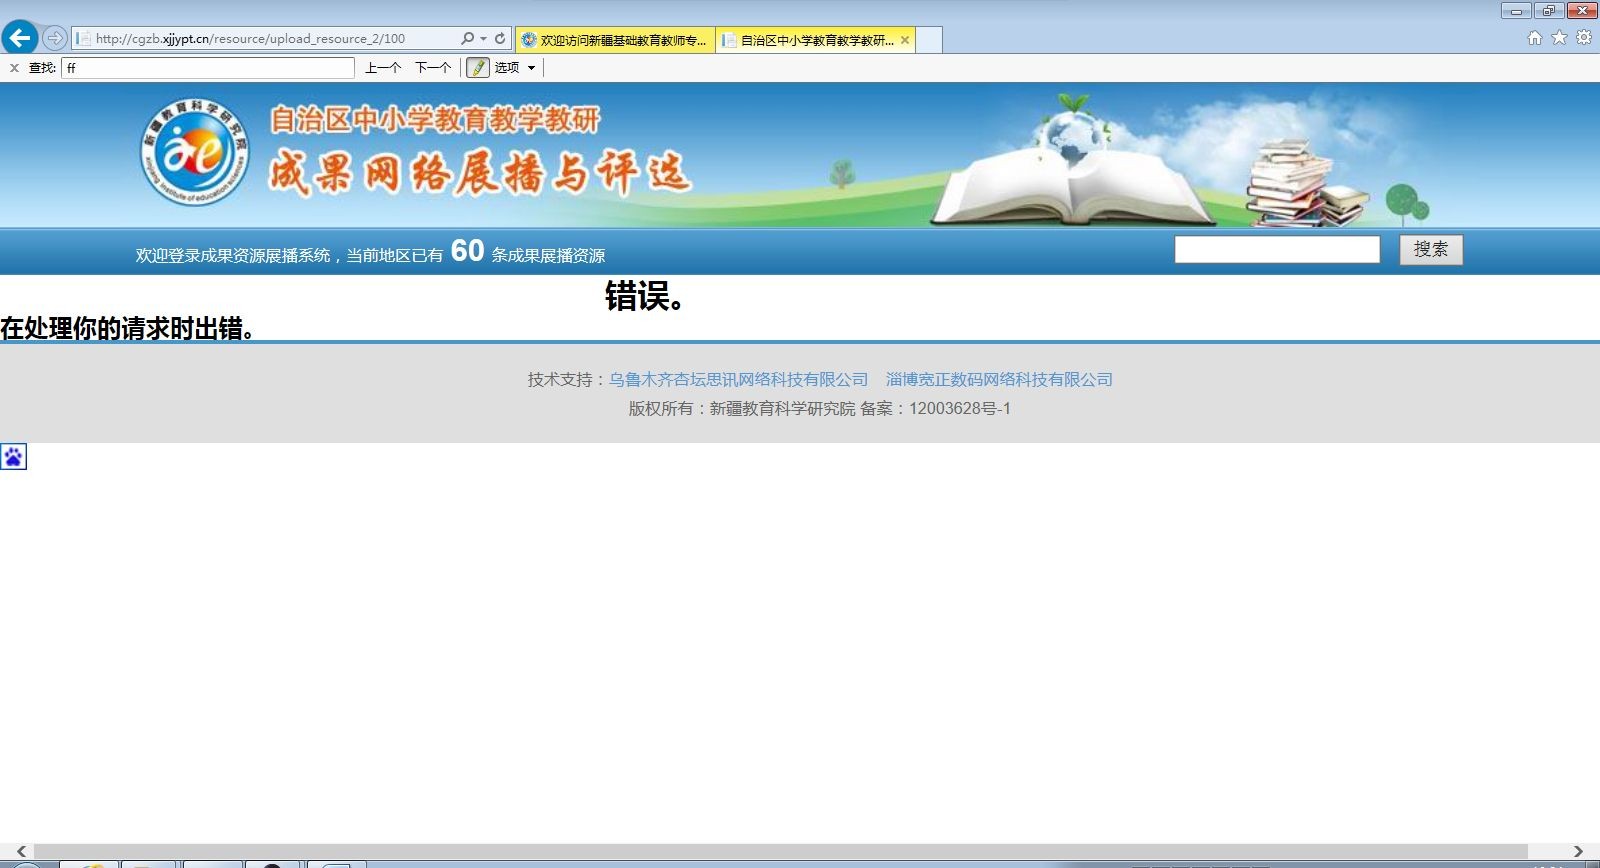 http://cgzb.xjjypt.cn/resource/upload_resource_2/100
欢迎访问新疆基础教育教师专...
自治区中小学教育教学教研...
查找: ff 上一个 下一个 选项
新疆教育科学研究院
xinjiang institute of education sciences
自治区中小学教育教学教研
成果网络展播与评选
欢迎登录成果资源展播系统，当前地区已有 60 条成果展播资源
搜索
错误。
在处理你的请求时出错。
技术支持：乌鲁木齐杏坛思讯网络科技有限公司 淄博宽正数码网络科技有限公司
版权所有：新疆教育科学研究院 备案：12003628号-1